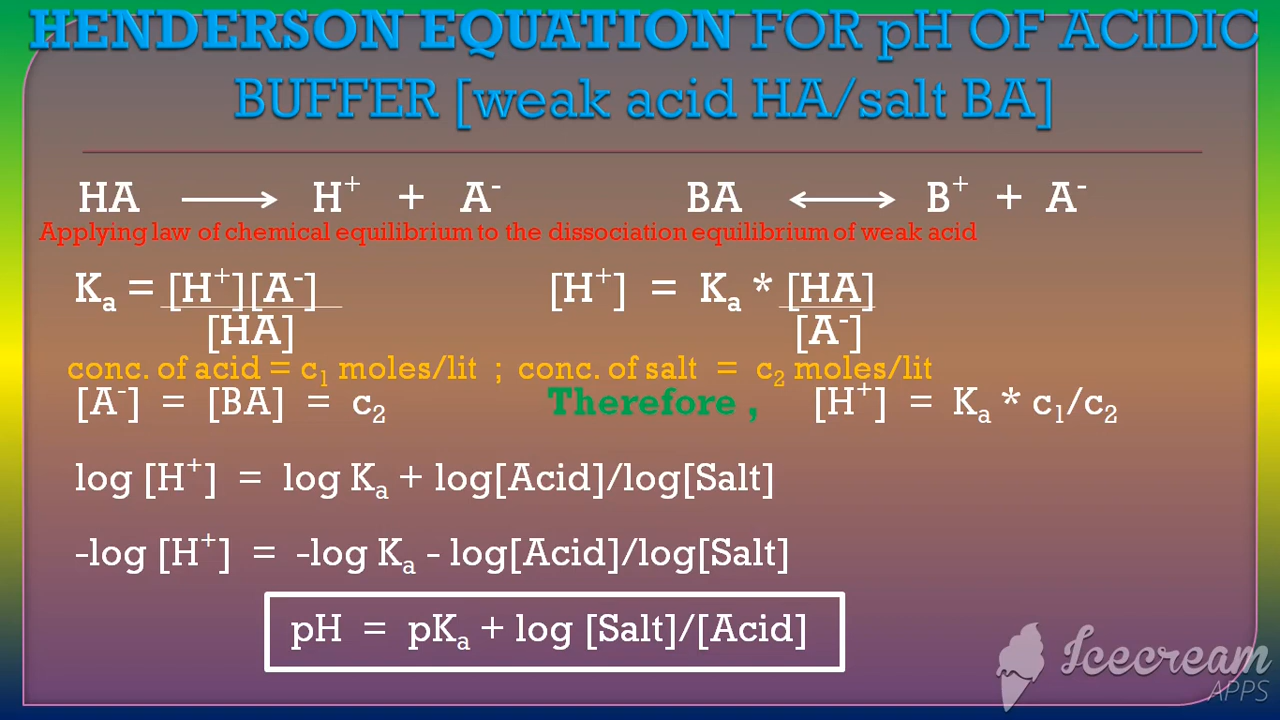 HENDERSON EQUATION FOR pH OF ACIDIC
BUFFER [weak acid HA/salt BA]
HA ⟶ H⁺ + A⁻ BA ⟷ B⁺ + A⁻
Applying law of chemical equilibrium to the dissociation equilibrium of weak acid
Kₐ = [H⁺][A⁻] [H⁺] = Kₐ * [HA]
[HA] [A⁻]
conc. of acid = c₁ moles/lit ; conc. of salt = c₂ moles/lit
[A⁻] = [BA] = c₂ Therefore , [H⁺] = Kₐ * c₁/c₂
log [H⁺] = log Kₐ + log[Acid]/log[Salt]
-log [H⁺] = -log Kₐ - log[Acid]/log[Salt]
pH = pKₐ + log [Salt]/[Acid]
Icecream
APPS